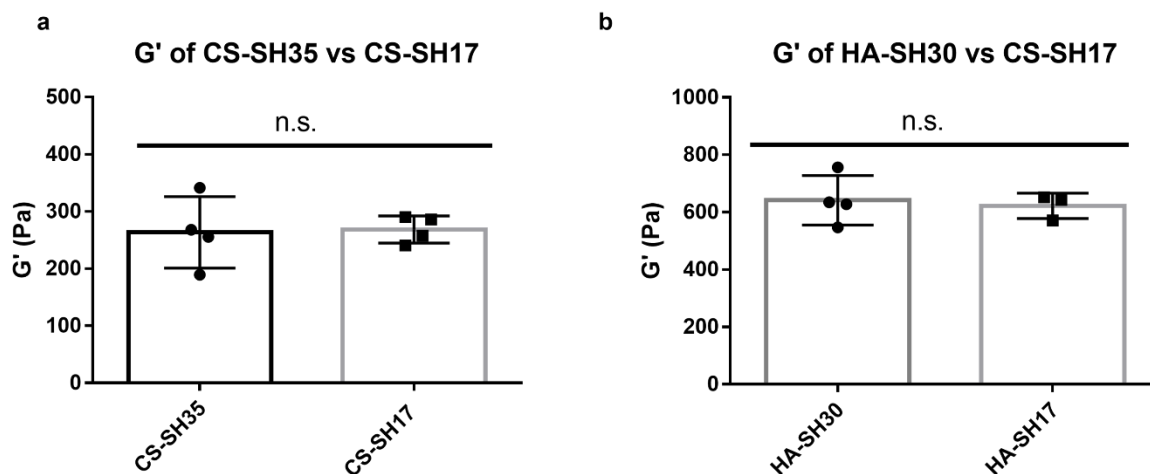 a
G' of CS-SH35 vs CS-SH17
500
400
300
200
100
0
G' (Pa)
n.s.
CS-SH35
CS-SH17
b
G' of HA-SH30 vs CS-SH17
1000
800
600
400
200
0
G' (Pa)
n.s.
HA-SH30
HA-SH17